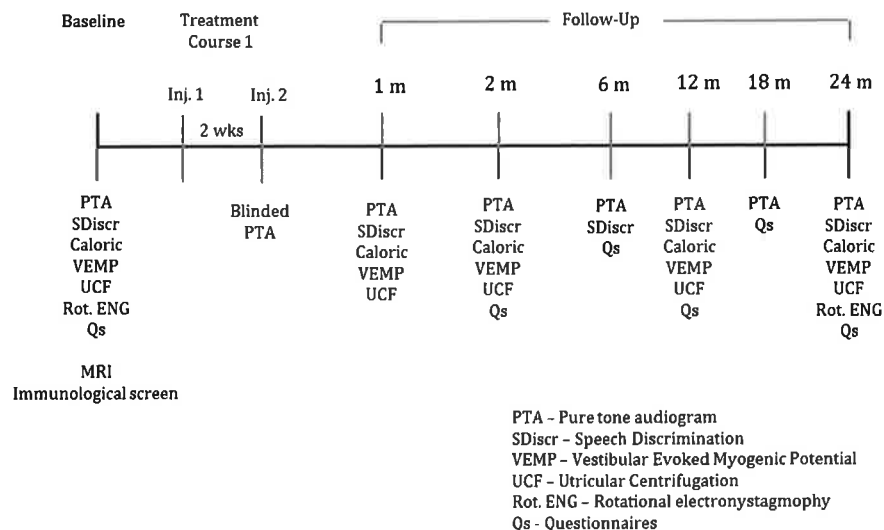 Baseline
Treatment
Course 1
Follow-Up
Inj. 1
Inj. 2
1 m
2 m
6 m
12 m
18 m
24 m
2 wks
PTA
SDiscr
Caloric
VEMP
UCF
Rot. ENG
Qs
MRI
Immunological screen
Blinded
PTA
PTA
SDiscr
Caloric
VEMP
UCF
PTA
SDiscr
Caloric
VEMP
UCF
Qs
PTA
SDiscr
Qs
PTA
SDiscr
Caloric
VEMP
UCF
Qs
PTA
Qs
PTA
SDiscr
Caloric
VEMP
UCF
Rot. ENG
Qs
PTA – Pure tone audiogram
SDiscr – Speech Discrimination
VEMP – Vestibular Evoked Myogenic Potential
UCF – Utricular Centrifugation
Rot. ENG – Rotational electronystagmophy
Qs - Questionnaires